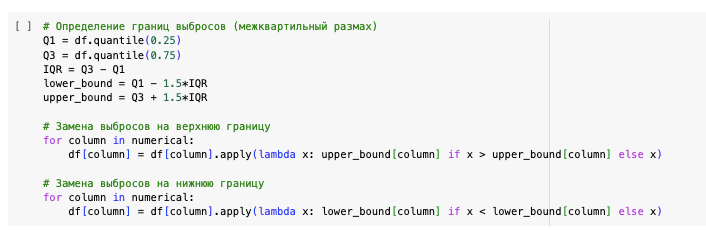 [ ] # Определение границ выбросов (межквартильный размах)
Q1 = df.quantile(0.25)
Q3 = df.quantile(0.75)
IQR = Q3 - Q1
lower_bound = Q1 - 1.5*IQR
upper_bound = Q3 + 1.5*IQR
# Замена выбросов на верхнюю границу
for column in numerical:
df[column] = df[column].apply(lambda x: upper_bound[column] if x > upper_bound[column] else x)
# Замена выбросов на нижнюю границу
for column in numerical:
df[column] = df[column].apply(lambda x: lower_bound[column] if x < lower_bound[column] else x)